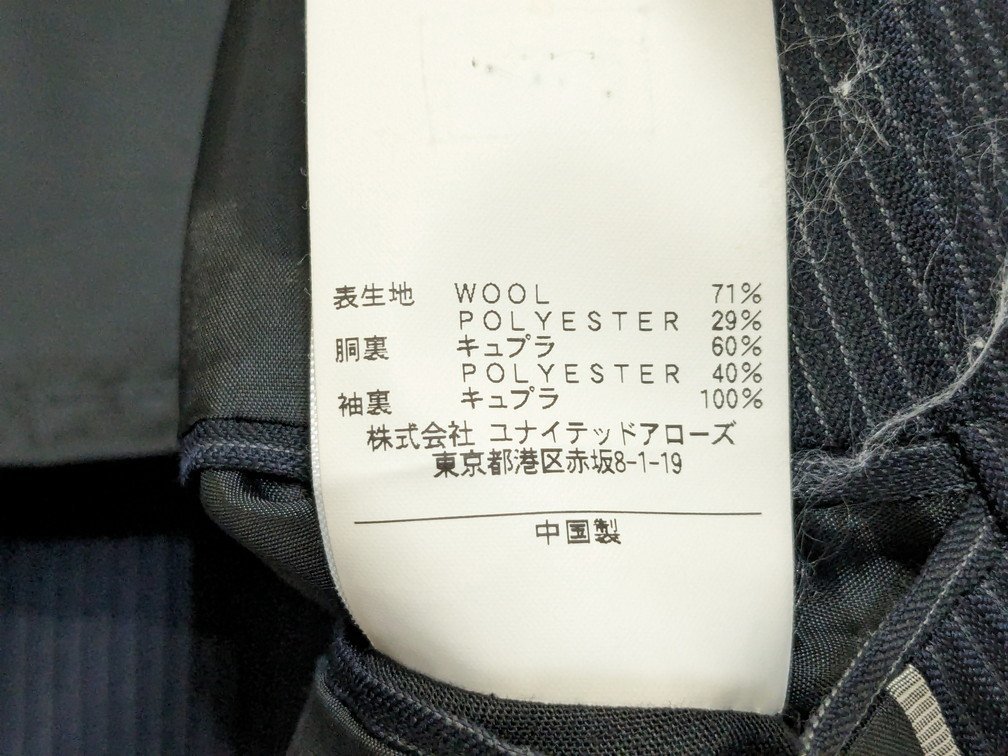 表生地 WOOL 71%
POLYESTER 29%
胴裏 キュプラ 60%
POLYESTER 40%
袖裏 キュプラ 100%
株式会社 ユナイテッドアローズ
東京都港区赤坂8-1-19
中国製